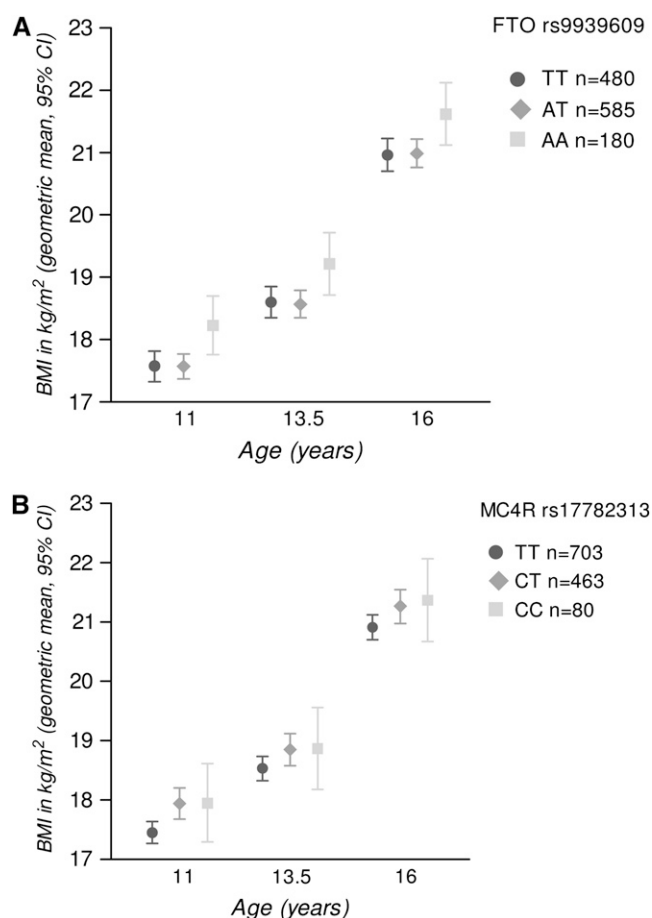 A
FTO rs9939609
TT n=480
AT n=585
AA n=180
BMI in kg/m² (geometric mean, 95% CI)
23
22
21
20
19
18
17
11 13.5 16
Age (years)
B
MC4R rs17782313
TT n=703
CT n=463
CC n=80
BMI in kg/m² (geometric mean, 95% CI)
23
22
21
20
19
18
17
11 13.5 16
Age (years)